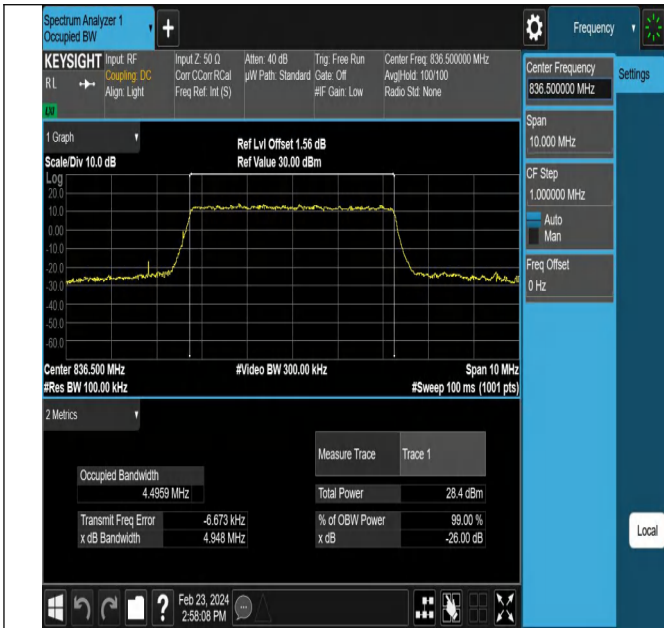 Spectrum Analyzer 1
Occupied BW
Frequency
KEYSIGHT
RL
LXI
Input: RF
Coupling: DC
Align: Light
Input Z: 50 Ω
Corr CCorr RCal
Freq Ref: Int (S)
Atten: 40 dB
µW Path: Standard
Trig: Free Run
Gate: Off
#IF Gain: Low
Center Freq: 836.500000 MHz
Avg|Hold: 100/100
Radio Std: None
Center Frequency
836.500000 MHz
Settings
Span
10.000 MHz
CF Step
1.000000 MHz
Auto
Man
Freq Offset
0 Hz
1 Graph
Scale/Div 10.0 dB
Ref Lvl Offset 1.56 dB
Ref Value 30.00 dBm
Log
20.0
10.0
0.00
-10.0
-20.0
-30.0
-40.0
-50.0
-60.0
Center 836.500 MHz
#Res BW 100.00 kHz
#Video BW 300.00 kHz
Span 10 MHz
#Sweep 100 ms (1001 pts)
2 Metrics
Measure Trace Trace 1
Occupied Bandwidth
4.4959 MHz
Total Power 28.4 dBm
Transmit Freq Error -6.673 kHz
% of OBW Power 99.00 %
x dB Bandwidth 4.948 MHz
x dB -26.00 dB
Local
?
Feb 23, 2024
2:58:08 PM